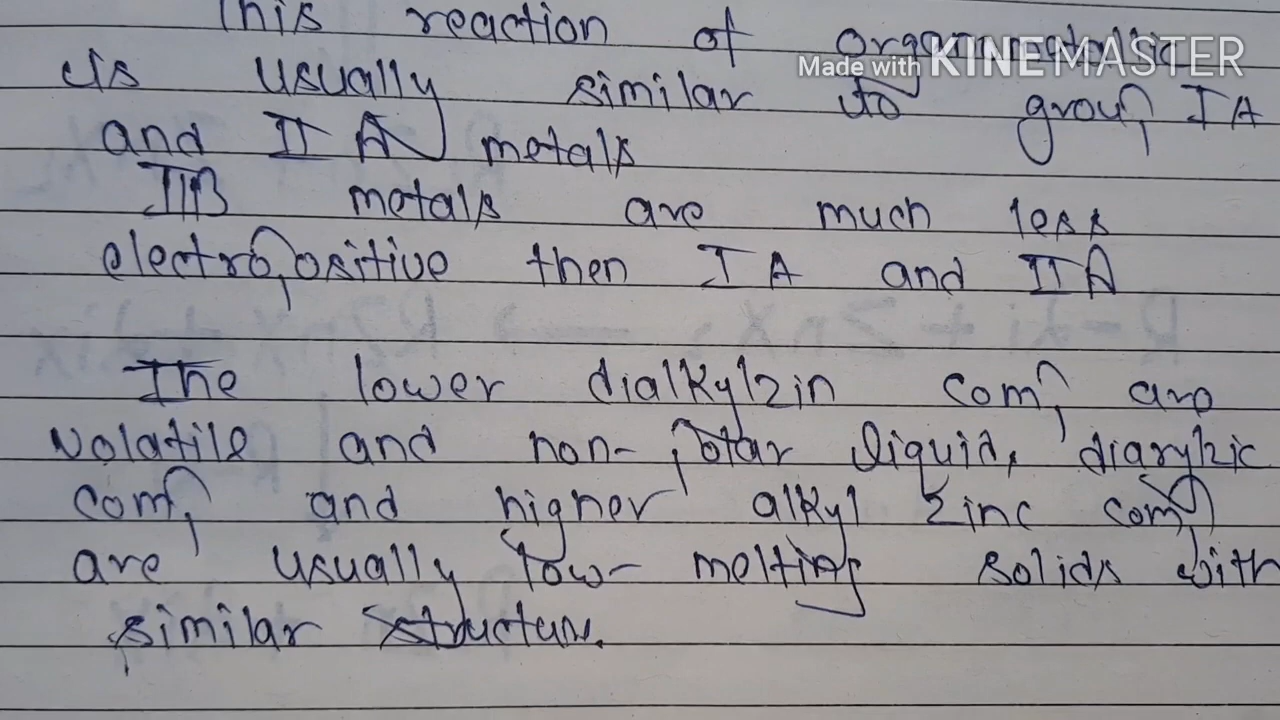 This reaction of organometallic
Made with KINEMASTER
is usually similar to group IA
and II A metals
IIB metals are much less
electropositive then IA and IIA
The lower dialkylzin comp are
volatile and non-polar liquid, diarylzic
comp and higher alkyl zinc comp
are usually low-melting solids with
similar structure.